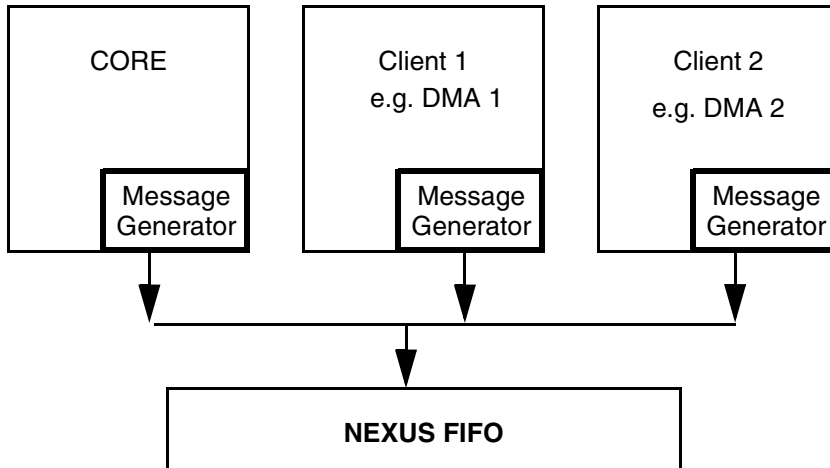 CORE
Client 1
e.g. DMA 1
Client 2
e.g. DMA 2
Message
Generator
Message
Generator
Message
Generator
NEXUS FIFO